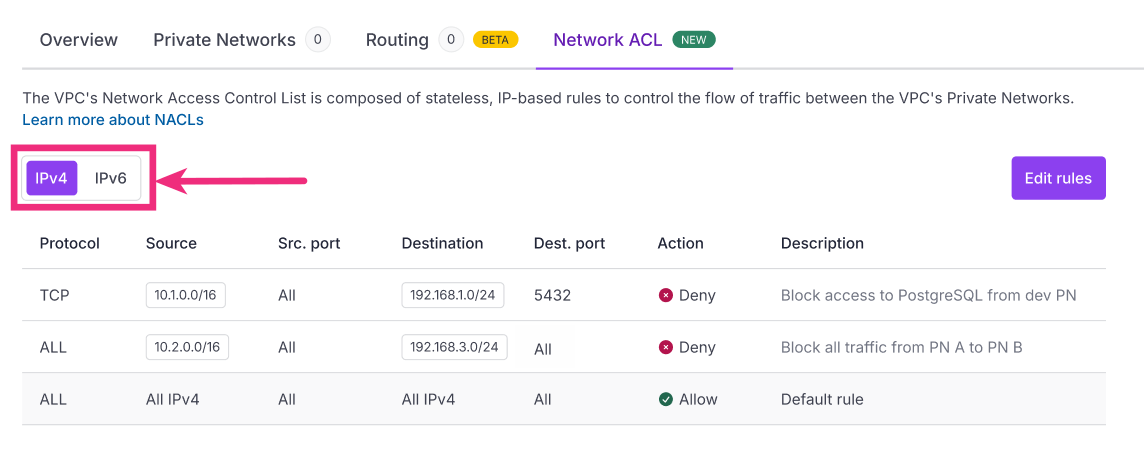 Overview Private Networks 0 Routing 0 BETA Network ACL NEW
The VPC's Network Access Control List is composed of stateless, IP-based rules to control the flow of traffic between the VPC's Private Networks.
Learn more about NACLs
IPv4 IPv6 Edit rules
Protocol Source Src. port Destination Dest. port Action Description
TCP 10.1.0.0/16 All 192.168.1.0/24 5432 Deny Block access to PostgreSQL from dev PN
ALL 10.2.0.0/16 All 192.168.3.0/24 All Deny Block all traffic from PN A to PN B
ALL All IPv4 All All IPv4 All Allow Default rule